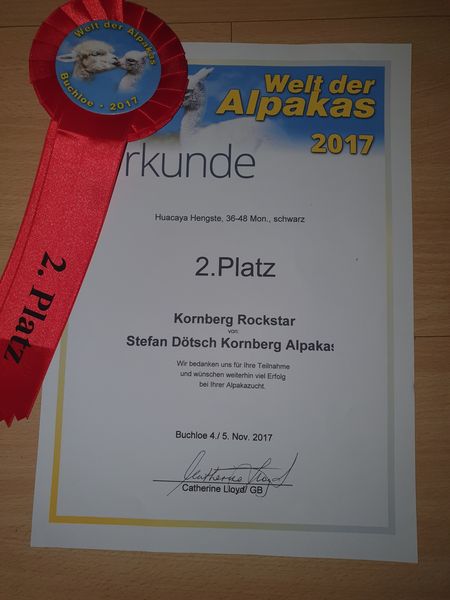 Welt der Alpakas
Buchloe • 2017
2. Platz
Welt der
Alpakas
2017
rkunde
Huacaya Hengste, 36-48 Mon., schwarz
2.Platz
Kornberg Rockstar
von
Stefan Dötsch Kornberg Alpakas
Wir bedanken uns für Ihre Teilnahme
und wünschen weiterhin viel Erfolg
bei Ihrer Alpakazucht.
Buchloe 4./ 5. Nov. 2017
Catherine Lloyd
Catherine Lloyd/ GB